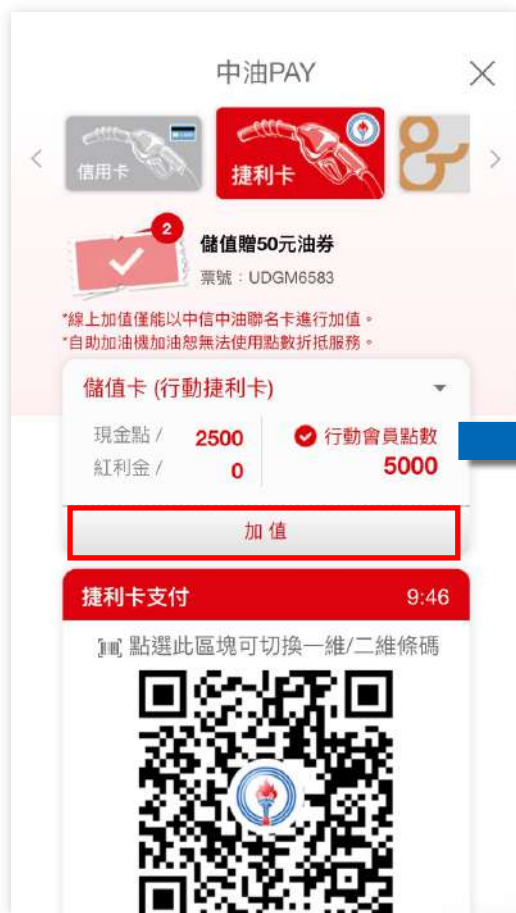 中油PAY
信用卡
捷利卡
2
儲值贈50元油券
票號：UDGM6583
*線上加值僅能以中信中油聯名卡進行加值。
*自助加油機加油恕無法使用點數折抵服務。
儲值卡 (行動捷利卡)
現金點 / 2500
行動會員點數
紅利金 / 0
5000
加值
捷利卡支付 9:46
點選此區塊可切換一維/二維條碼